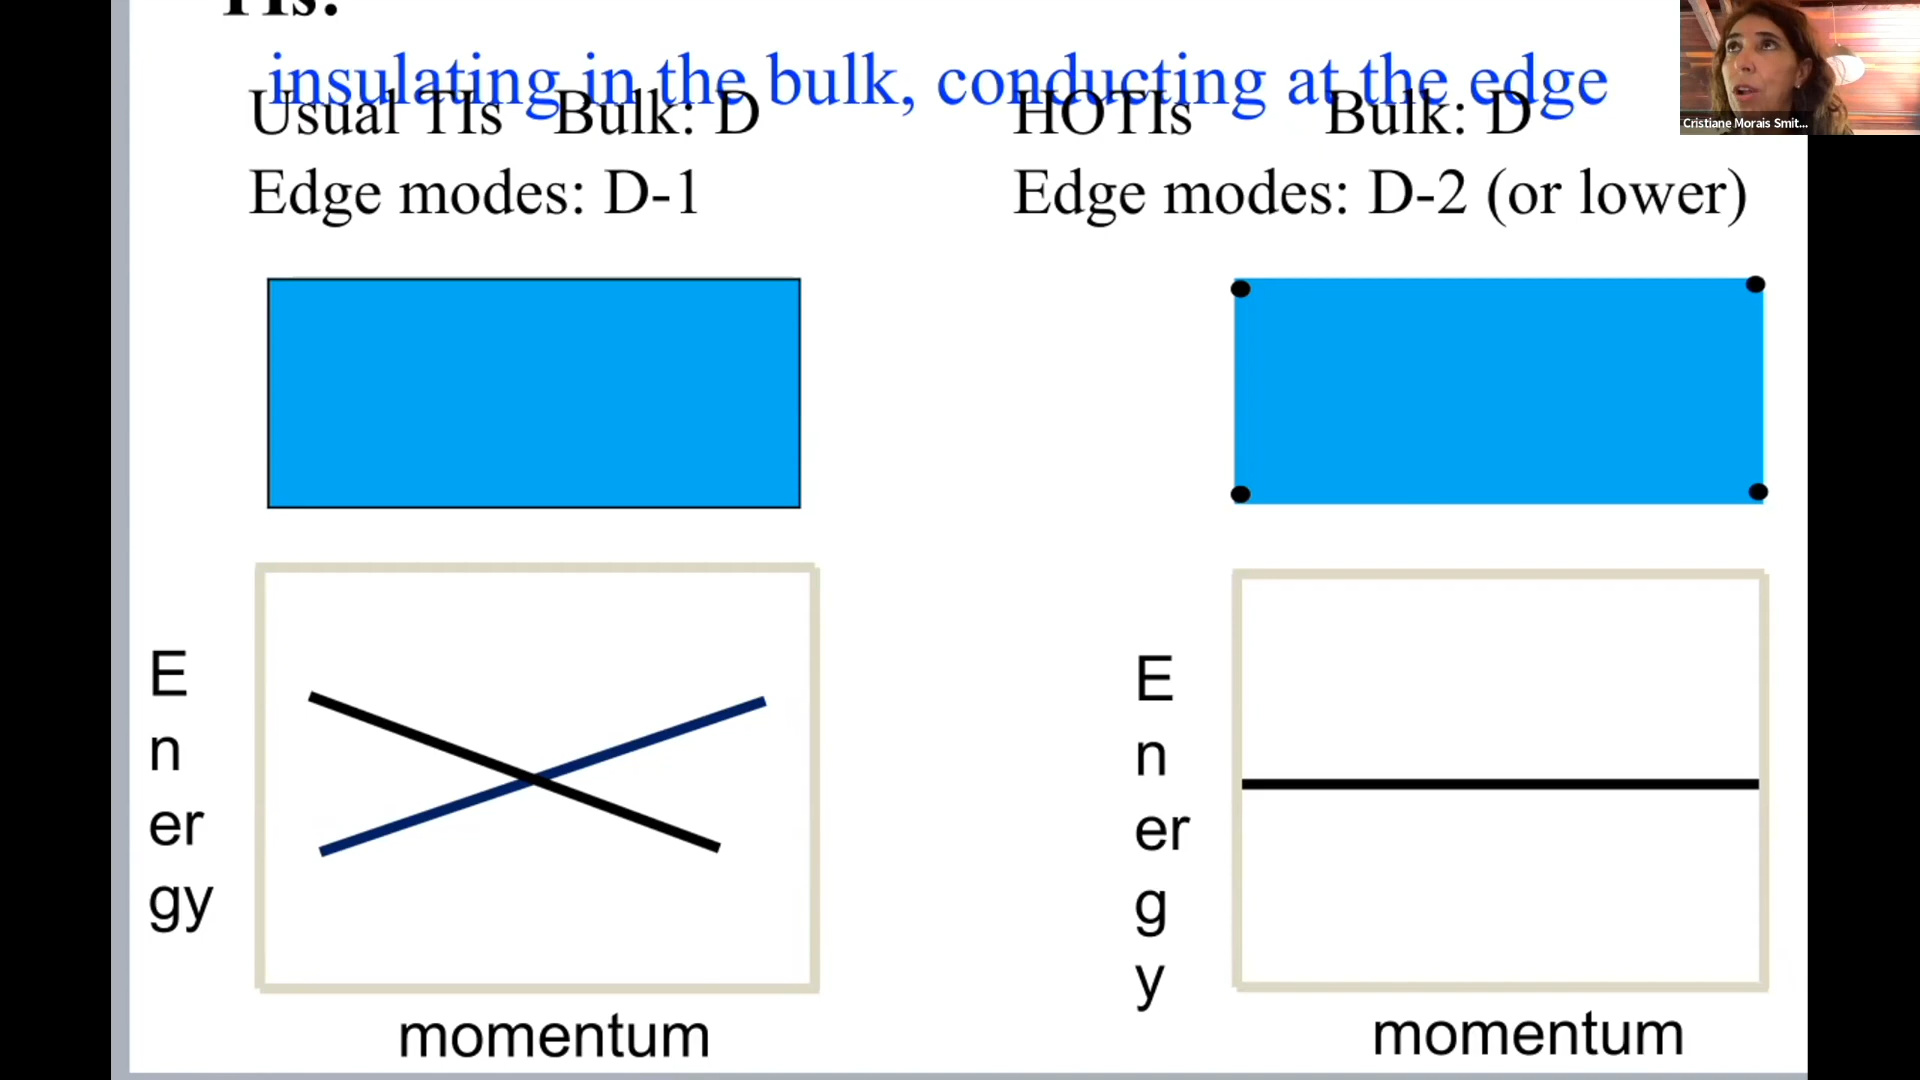 TIs:
insulating in the bulk, conducting at the edge
Usual TIs Bulk: D
Edge modes: D-1
HOTIs Bulk: D
Edge modes: D-2 (or lower)
E
n
er
gy
momentum
E
n
er
g
y
momentum
Cristiane Morais Smit...